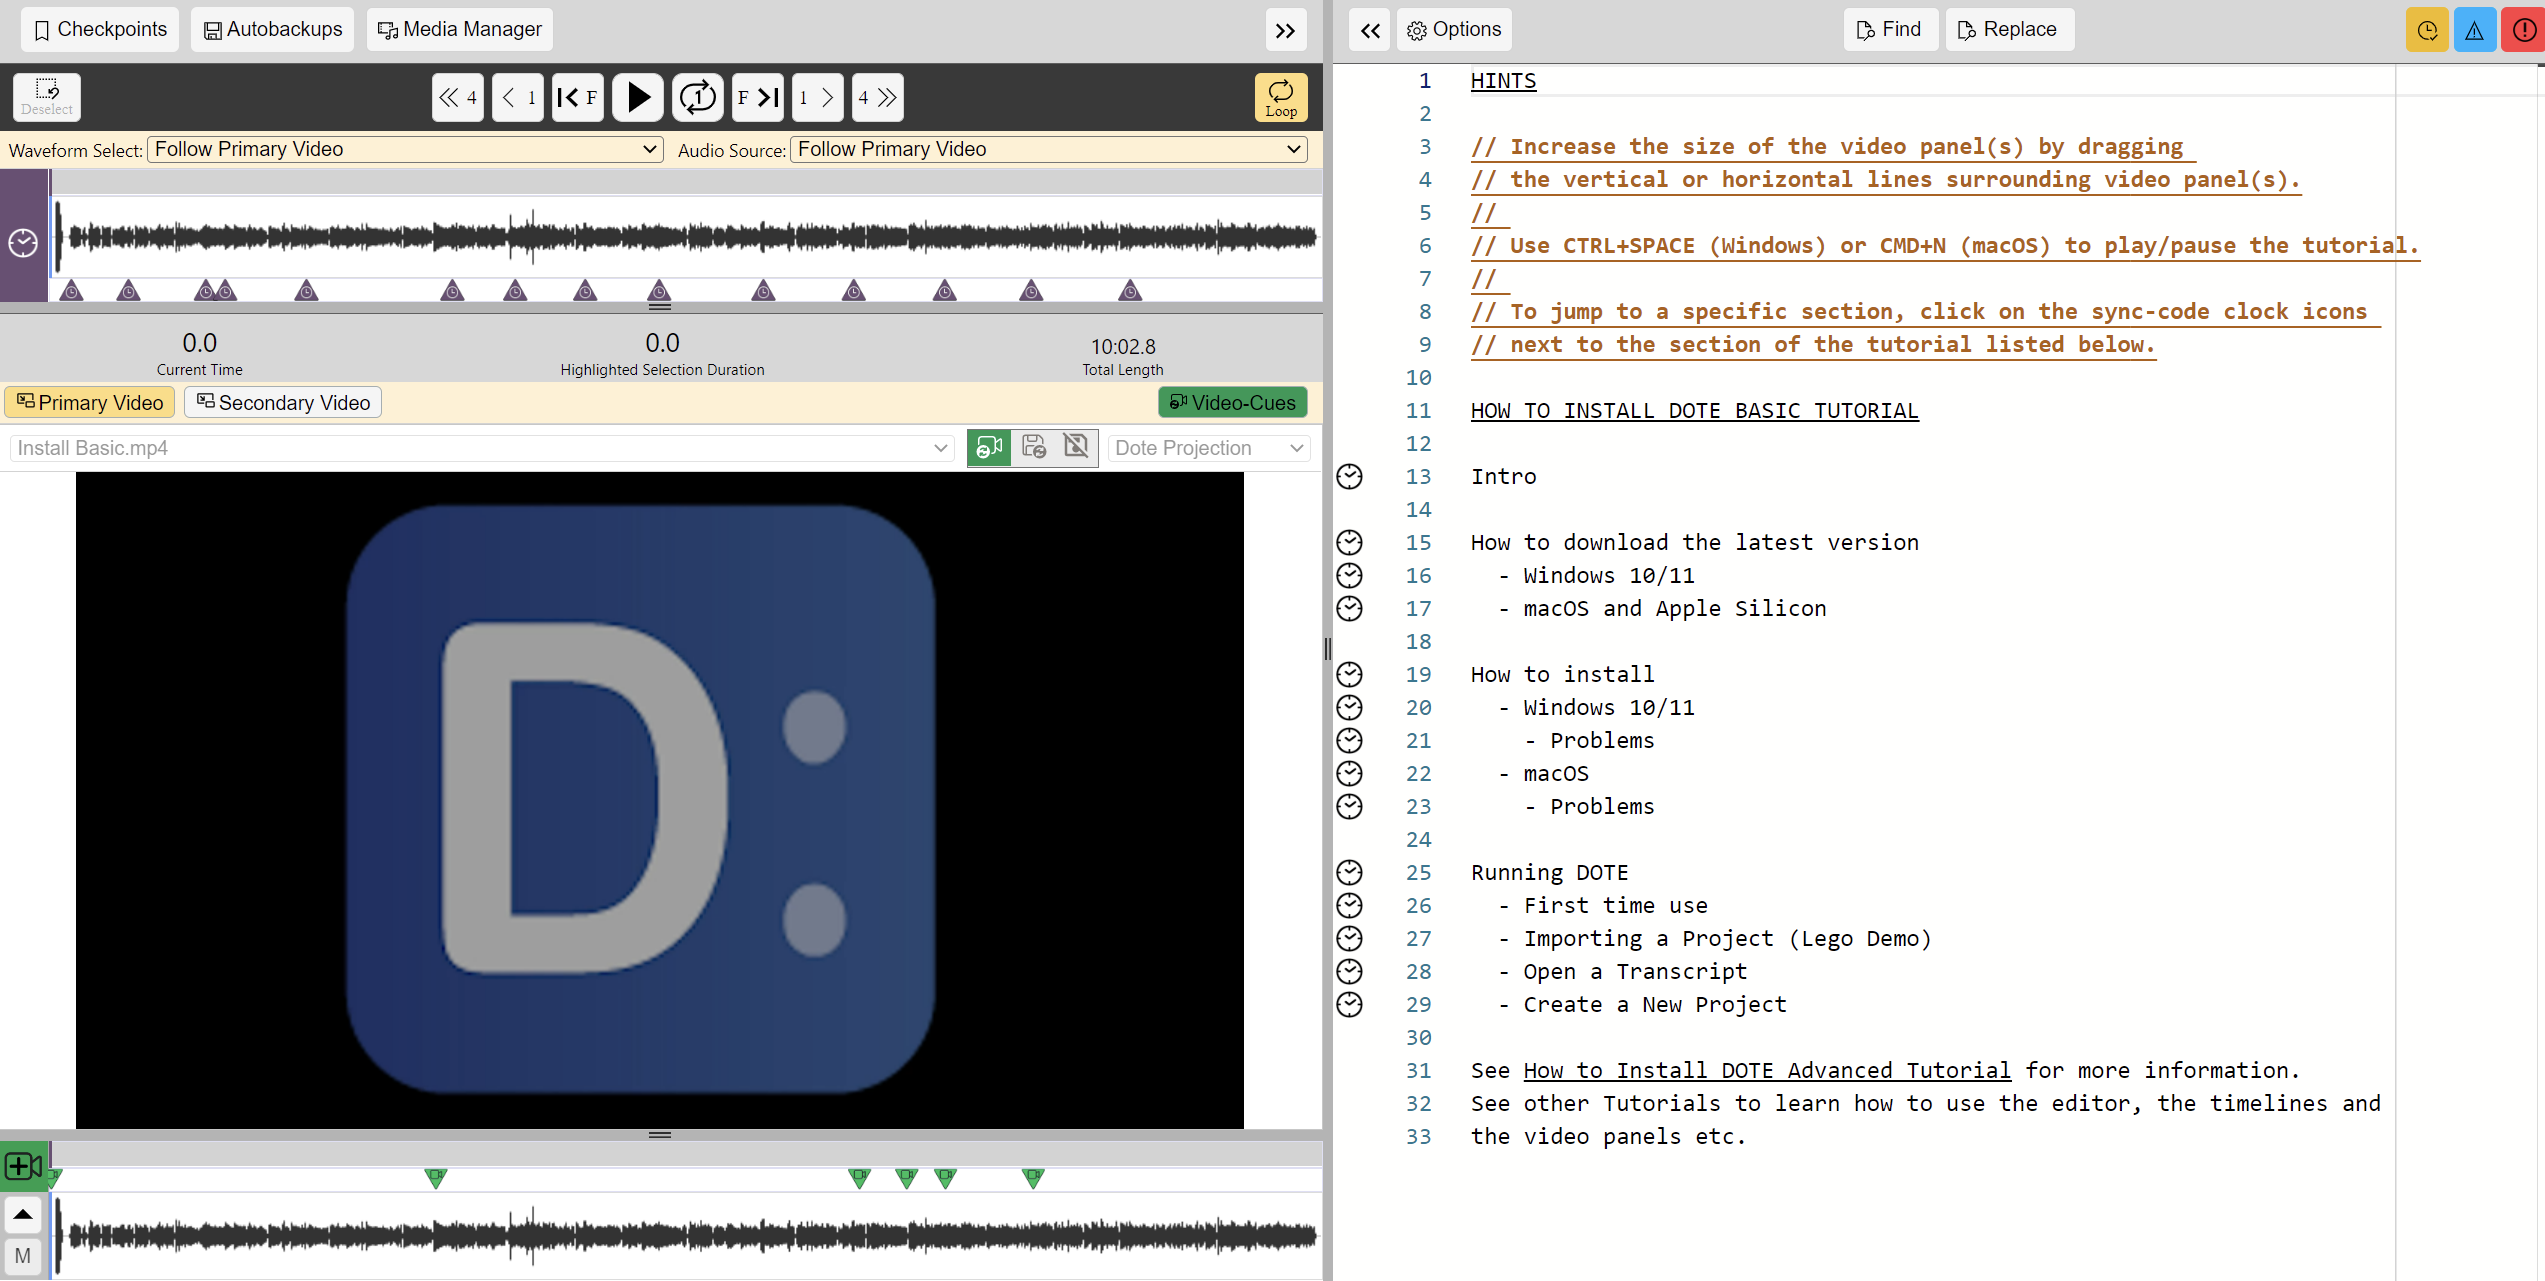 Checkpoints Autobackups Media Manager
Deselect 4 1 F 1 F 1 4 Loop
Waveform Select: Follow Primary Video Audio Source: Follow Primary Video
0.0 0.0 10:02.8
Current Time Highlighted Selection Duration Total Length
Primary Video Secondary Video Video-Cues
Install Basic.mp4 Dote Projection
D:
M
Options Find Replace
1 HINTS
2
3 // Increase the size of the video panel(s) by dragging
4 // the vertical or horizontal lines surrounding video panel(s).
5 //
6 // Use CTRL+SPACE (Windows) or CMD+N (macOS) to play/pause the tutorial.
7 //
8 // To jump to a specific section, click on the sync-code clock icons
9 // next to the section of the tutorial listed below.
10
11 HOW TO INSTALL DOTE BASIC TUTORIAL
12
13 Intro
14
15 How to download the latest version
16 - Windows 10/11
17 - macOS and Apple Silicon
18
19 How to install
20 - Windows 10/11
21 - Problems
22 - macOS
23 - Problems
24
25 Running DOTE
26 - First time use
27 - Importing a Project (Lego Demo)
28 - Open a Transcript
29 - Create a New Project
30
31 See How to Install DOTE Advanced Tutorial for more information.
32 See other Tutorials to learn how to use the editor, the timelines and
33 the video panels etc.